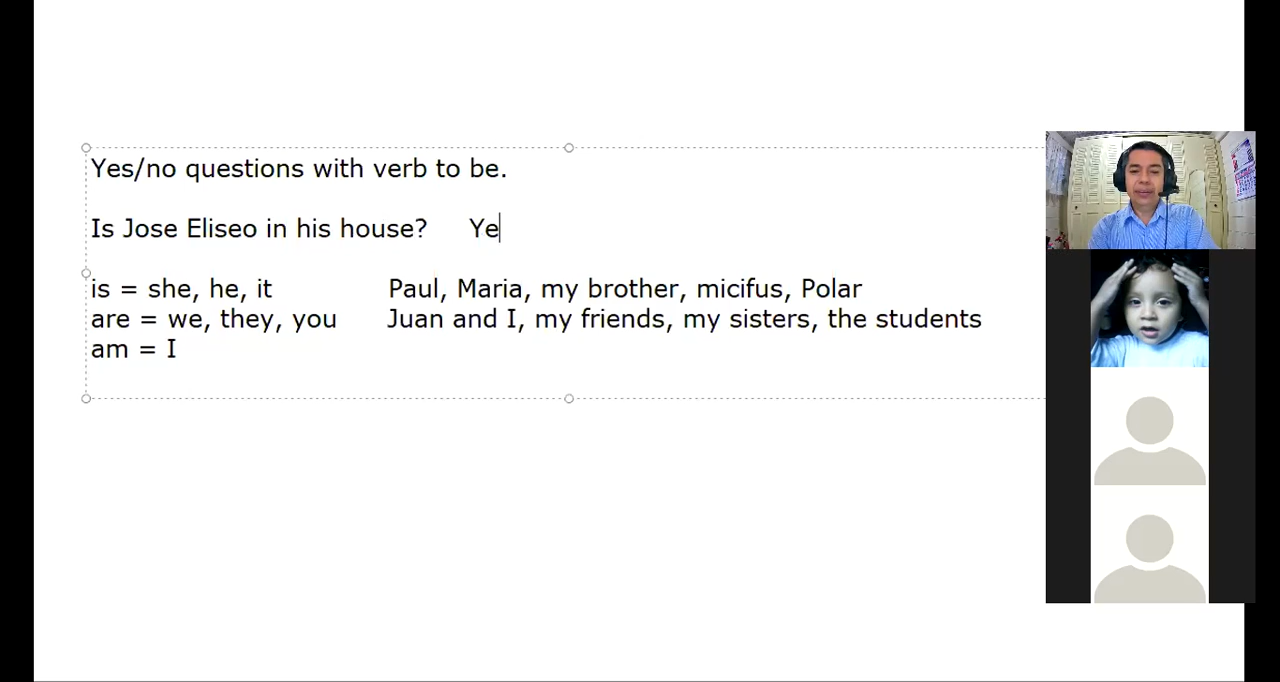 Yes/no questions with verb to be.
Is Jose Eliseo in his house? Ye
is = she, he, it Paul, Maria, my brother, micifus, Polar
are = we, they, you Juan and I, my friends, my sisters, the students
am = I